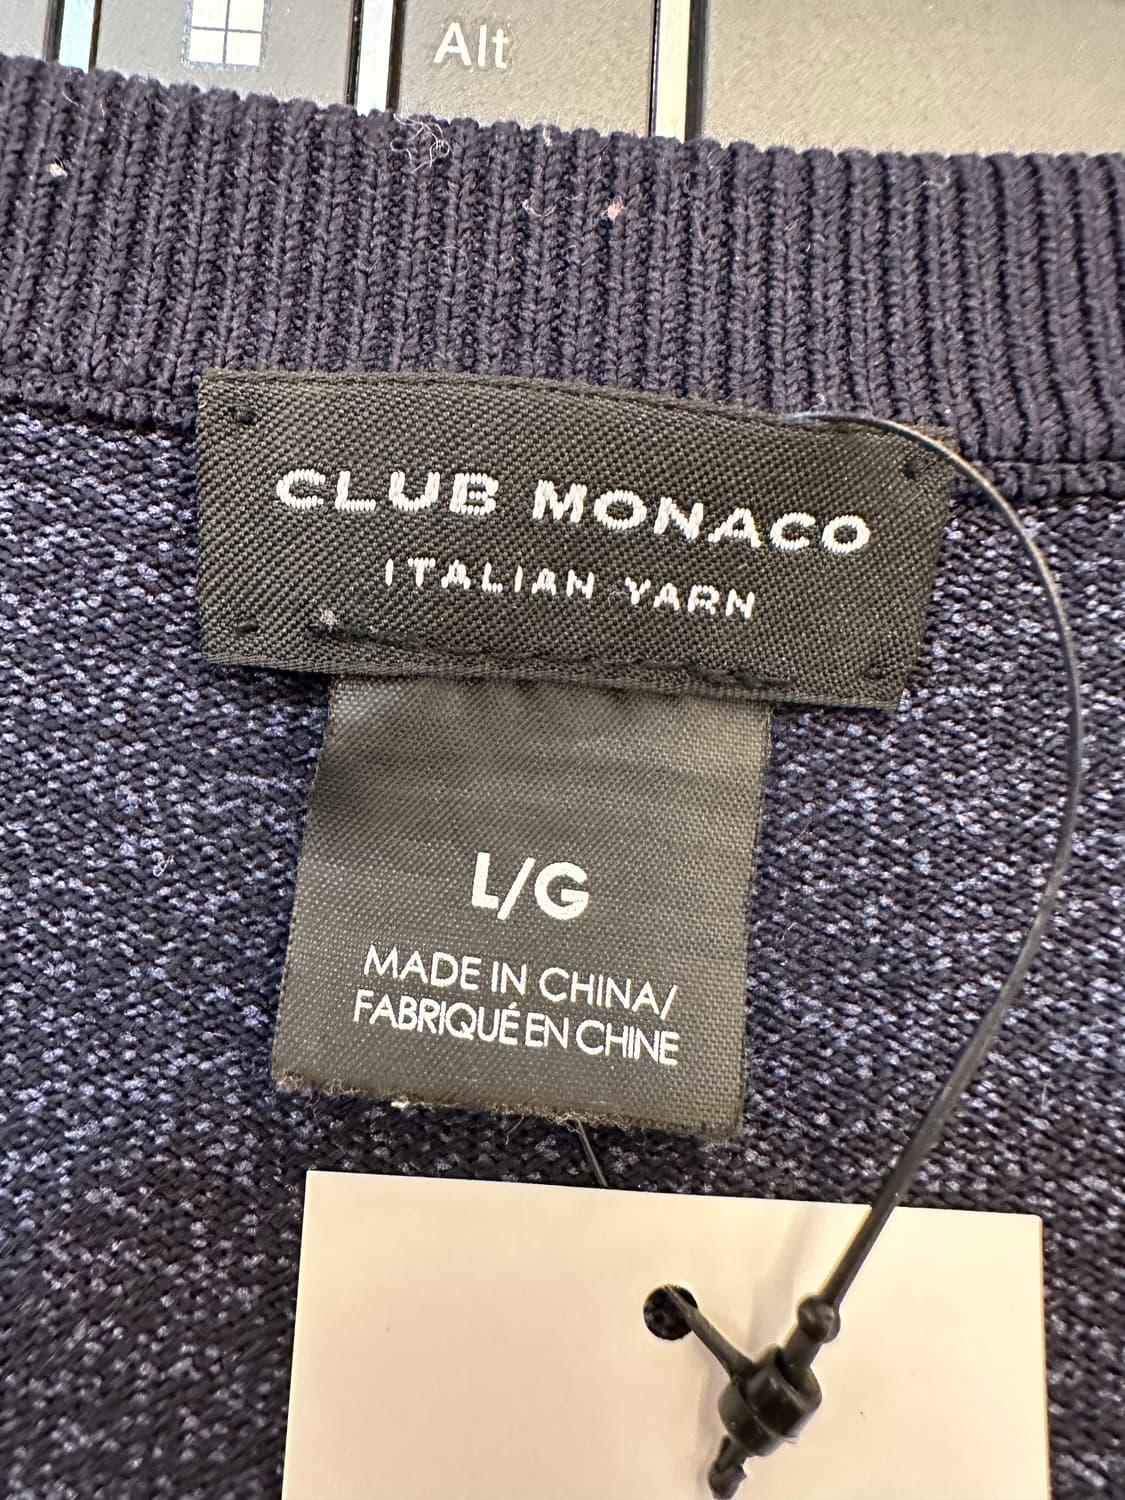 Alt
CLUB MONACO
ITALIAN YARN
L/G
MADE IN CHINA/
FABRIQUÉ EN CHINE